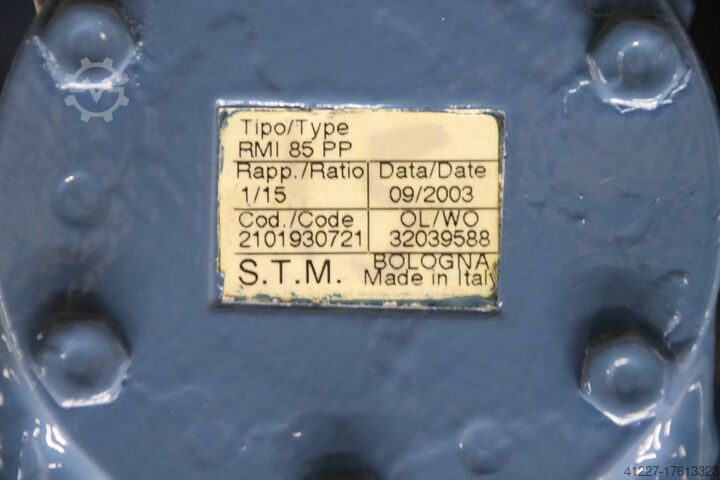 Tipo/Type
RMI 85 PP
Rapp./Ratio Data/Date
1/15 09/2003
Cod./Code OL/WO
2101930721 32039588
S.T.M. BOLOGNA
Made in Italy
41227-17613323